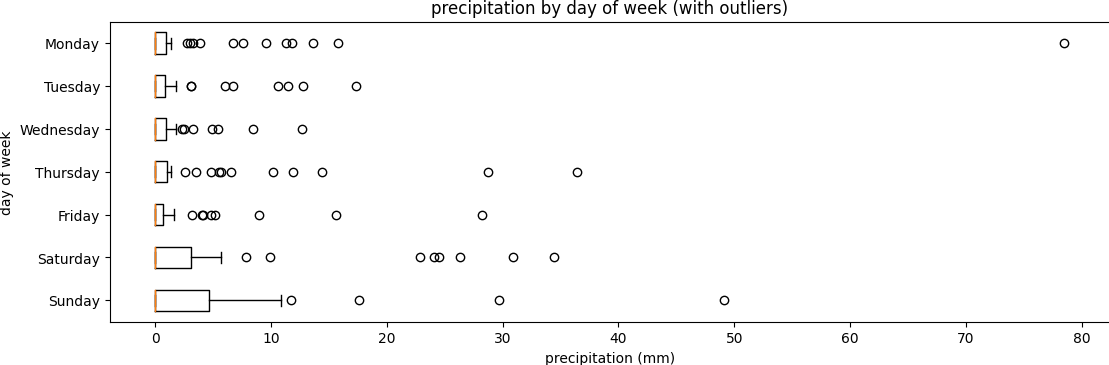 precipitation by day of week (with outliers)
day of week
Monday
Tuesday
Wednesday
Thursday
Friday
Saturday
Sunday
0 10 20 30 40 50 60 70 80
precipitation (mm)